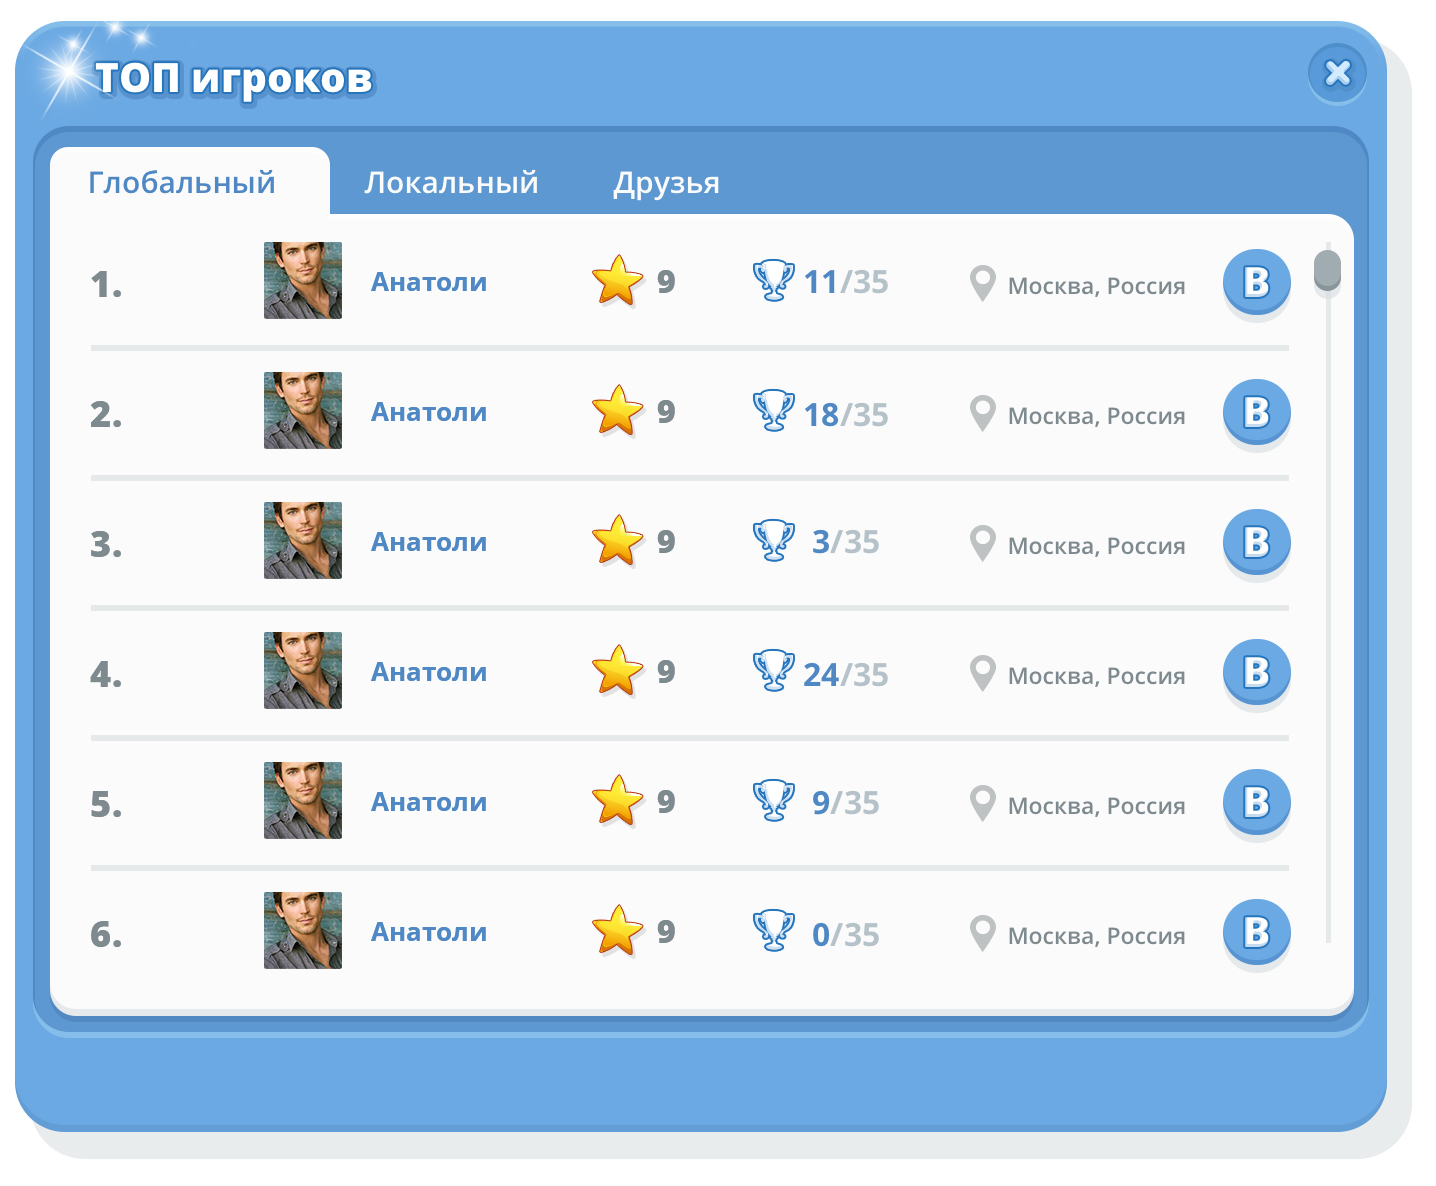 ТОП игроков
Глобальный Локальный Друзья
1. Анатоли 9 11/35 Москва, Россия B
2. Анатоли 9 18/35 Москва, Россия B
3. Анатоли 9 3/35 Москва, Россия B
4. Анатоли 9 24/35 Москва, Россия B
5. Анатоли 9 9/35 Москва, Россия B
6. Анатоли 9 0/35 Москва, Россия B